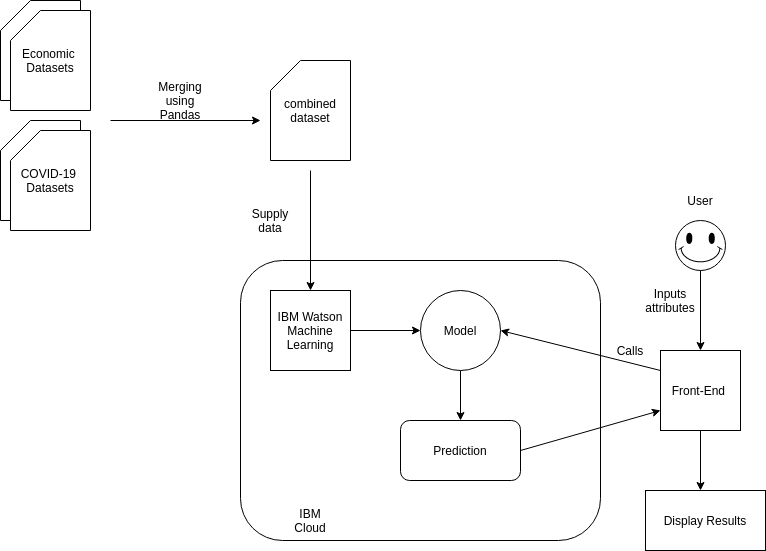 Economic
Datasets
Merging
using
Pandas
combined
dataset
COVID-19
Datasets
Supply
data
User
IBM Watson
Machine
Learning
Model
Inputs
attributes
Calls
Front-End
Prediction
IBM
Cloud
Display Results